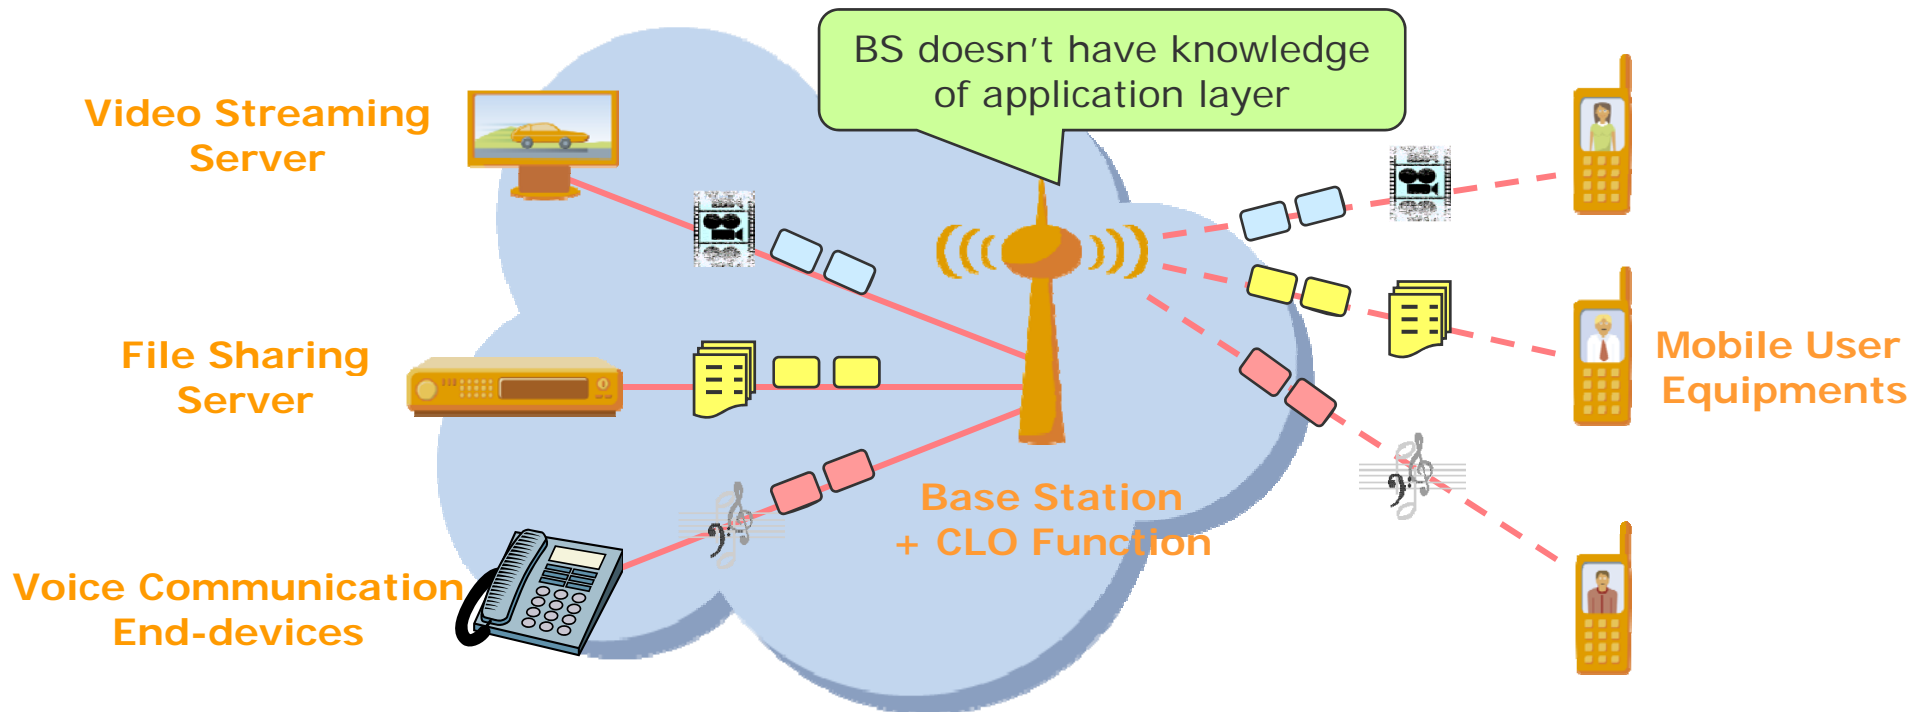 BS doesn't have knowledge
of application layer
Video Streaming
Server
File Sharing
Server
Mobile User
Equipments
Base Station
+ CLO Function
Voice Communication
End-devices